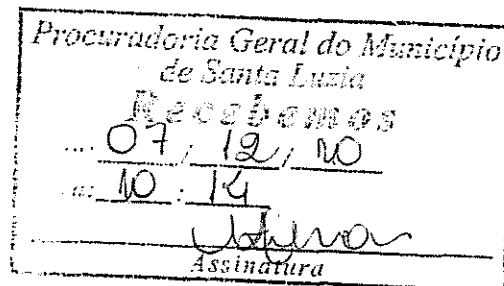 Procuradoria Geral do Município
de Santa Luzia
Recebemos
07 / 12 / 10
10 : 14
Assinatura